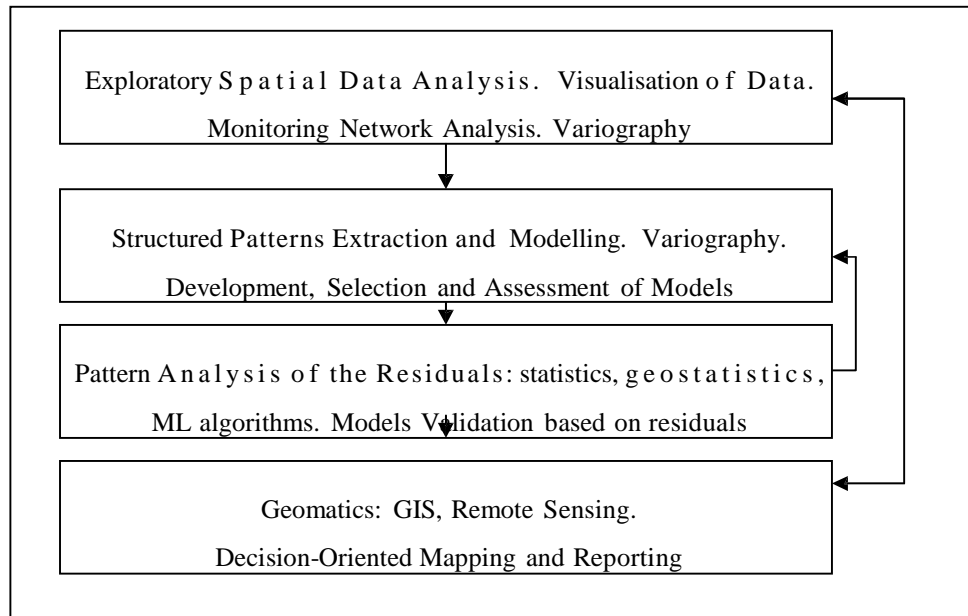 Exploratory Spatial Data Analysis. Visualisation of Data.
Monitoring Network Analysis. Variography
Structured Patterns Extraction and Modelling. Variography.
Development, Selection and Assessment of Models
Pattern Analysis of the Residuals: statistics, geostatistics,
ML algorithms. Models Validation based on residuals
Geomatics: GIS, Remote Sensing.
Decision-Oriented Mapping and Reporting